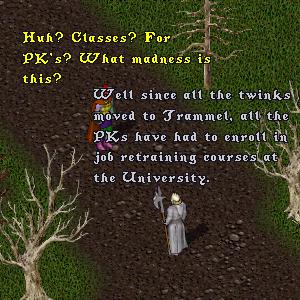 Huh? Classes? For
PK's? What madness is
this?
Well since all the twinks
moved to Trammel, all the
PKs have had to enroll in
job retraining courses at
the University.